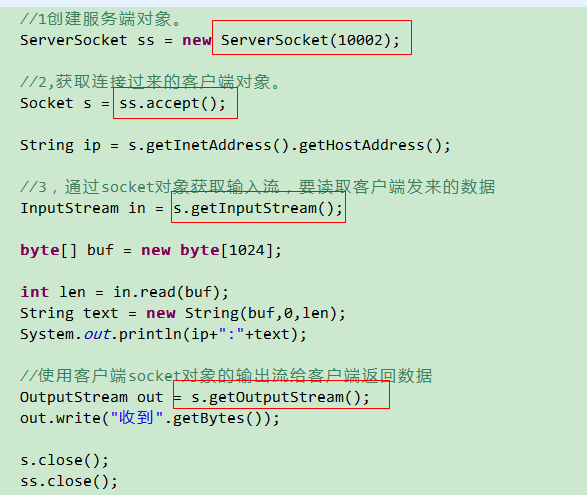 //1创建服务端对象。
ServerSocket ss = new ServerSocket(10002);
//2,获取连接过来的客户端对象。
Socket s = ss.accept();
String ip = s.getInetAddress().getHostAddress();
//3，通过socket对象获取输入流，要读取客户端发来的数据
InputStream in = s.getInputStream();
byte[] buf = new byte[1024];
int len = in.read(buf);
String text = new String(buf,0,len);
System.out.println(ip+":"+text);
//使用客户端socket对象的输出流给客户端返回数据
OutputStream out = s.getOutputStream();
out.write("收到".getBytes());
s.close();
ss.close();